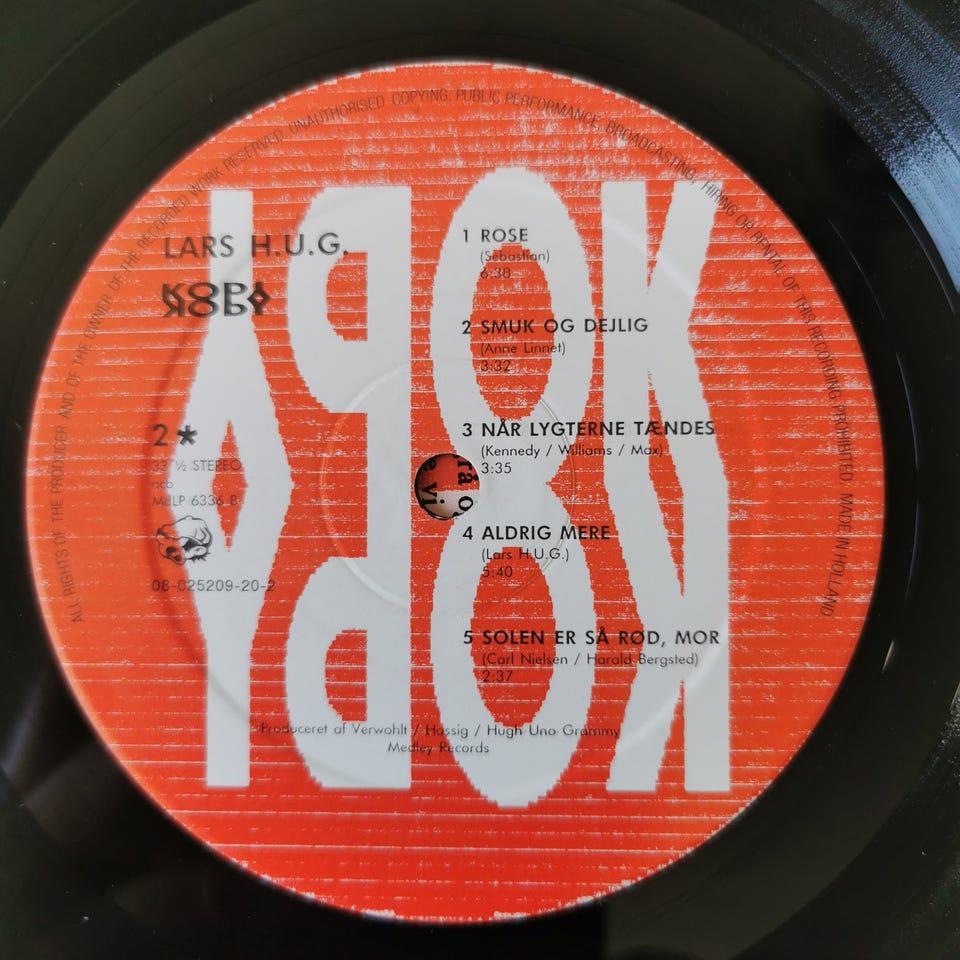 ALL RIGHTS OF THE PRODUCER AND OF THE OWNER OF THE RECORDED WORK RESERVED. UNAUTHORISED COPYING, PUBLIC PERFORMANCE, BROADCASTING, HIRING OR RENTAL OF THIS RECORDING PROHIBITED. MADE IN HOLLAND
LARS H.U.G.
KOPY
2*
33 ⅓ STEREO
ncb
MdLP 6336 B
08-025209-20-2
1 ROSE
(Sebastian)
6:38
2 SMUK OG DEJLIG
(Anne Linnet)
3:32
3 NÅR LYGTERNE TÆNDES
(Kennedy / Williams / Max)
3:35
4 ALDRIG MERE
(Lars H.U.G.)
5:40
5 SOLEN ER SÅ RØD, MOR
(Carl Nielsen / Harald Bergsted)
2:37
Produceret af Verwohlt / Hassig / Hugh Uno Grammy
Medley Records